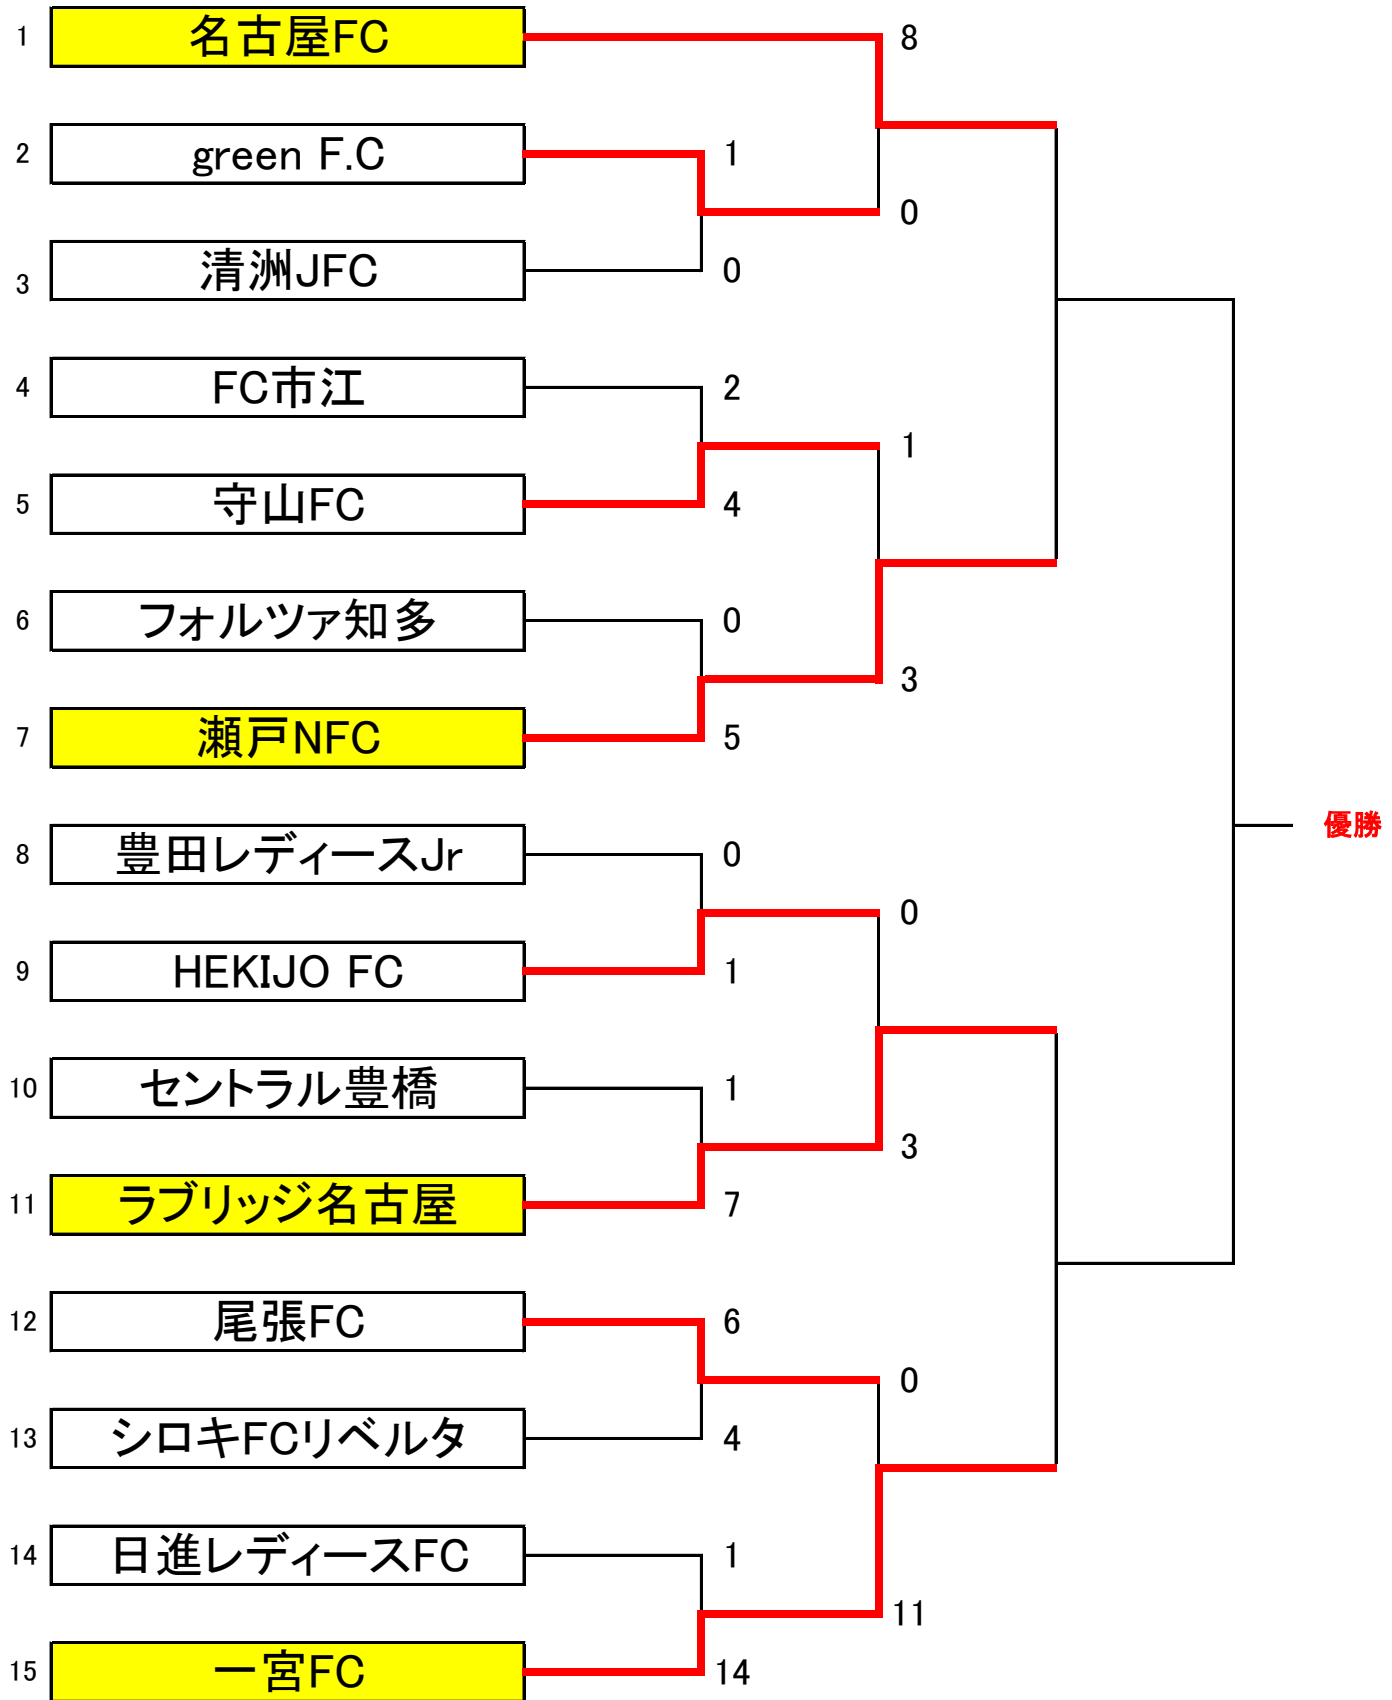 1 名古屋FC 8
2 green F.C 1
0
3 清洲JFC 0
4 FC市江 2
1
5 守山FC 4
6 フォルツァ知多 0
3
7 瀬戸NFC 5
優勝
8 豊田レディースJr 0
0
9 HEKIJO FC 1
10 セントラル豊橋 1
3
11 ラブリッジ名古屋 7
12 尾張FC 6
0
13 シロキFCリベルタ 4
14 日進レディースFC 1
11
15 一宮FC 14